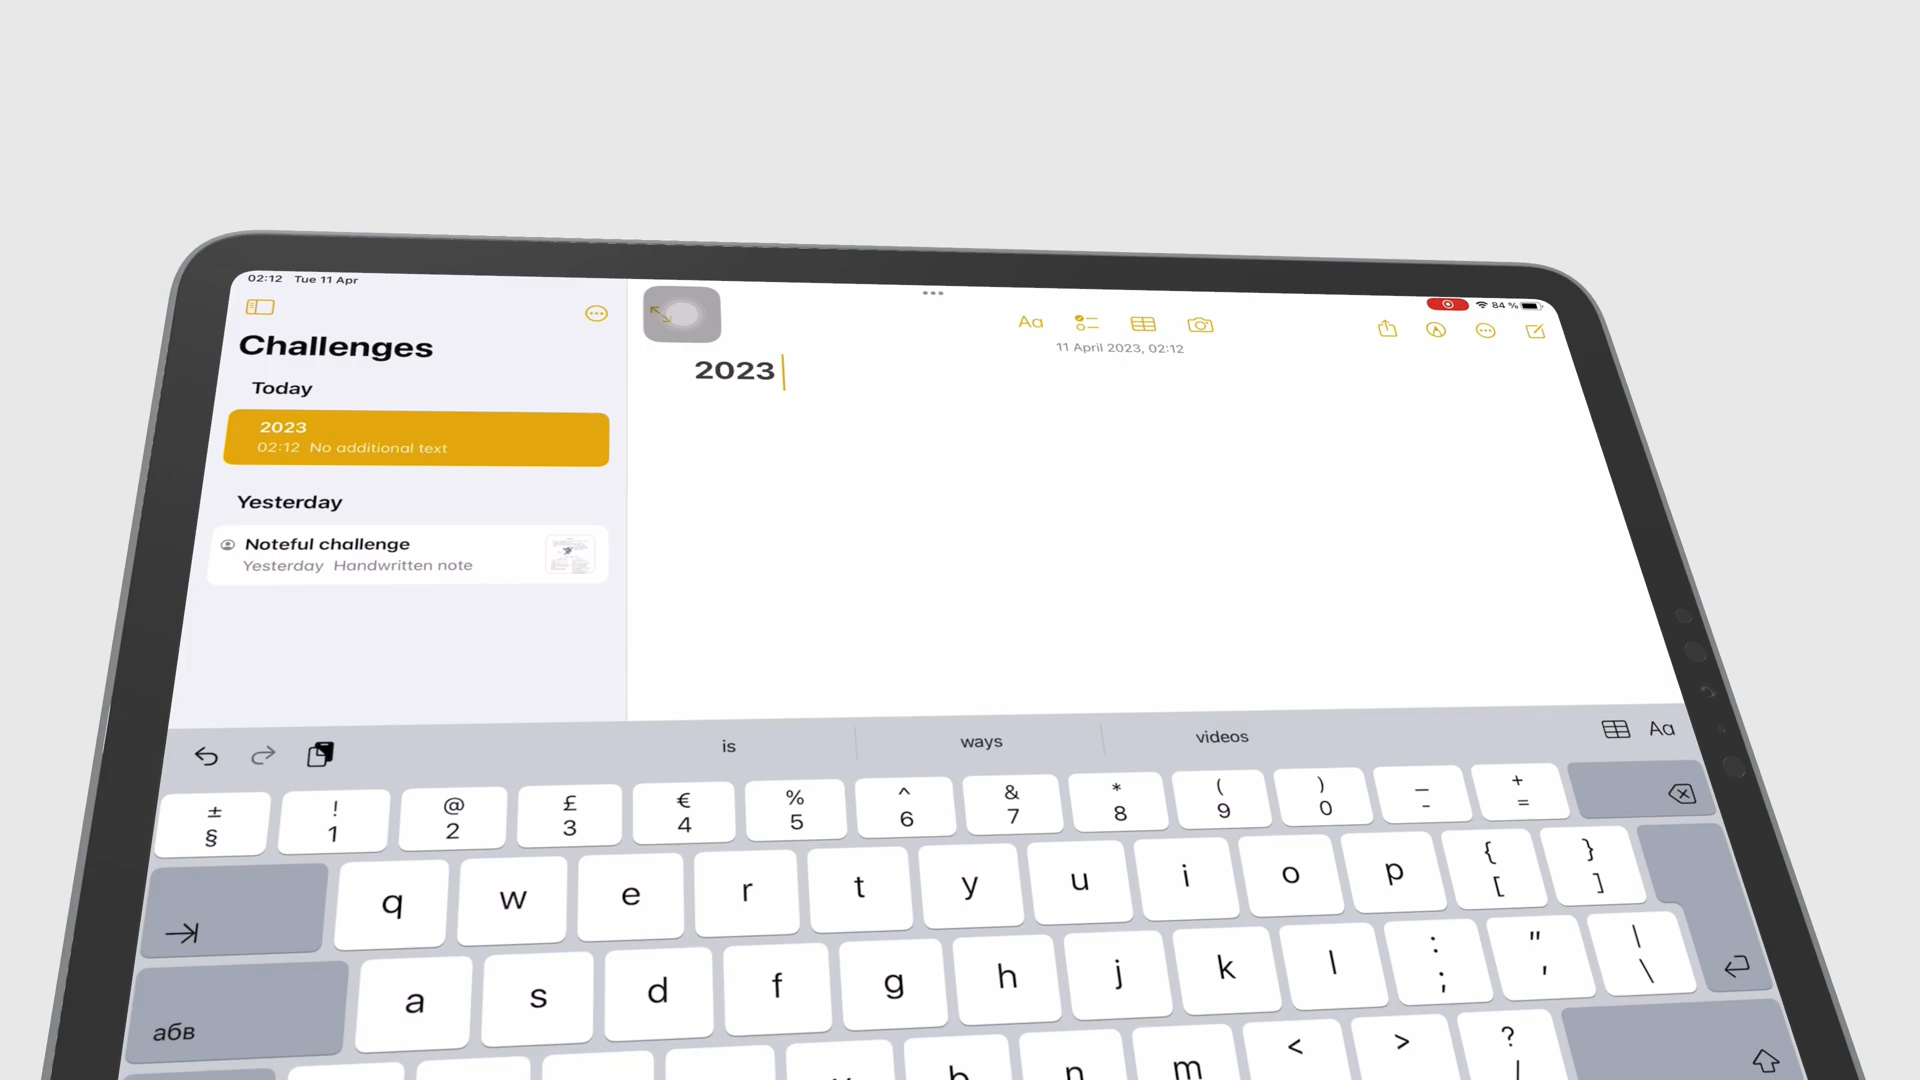 02:12 Tue 11 Apr
84 %
Challenges
Today
2023
02:12 No additional text
Yesterday
Noteful challenge
Yesterday Handwritten note
Aa
11 April 2023, 02:12
2023
is ways videos
Aa
± ! @ £ € % ^ & * ( ) _ +
§ 1 2 3 4 5 6 7 8 9 0 - =
q w e r t y u i o p { [ } ]
a s d f g h j k l : ; " ' | \
абв
b n m < > ? /